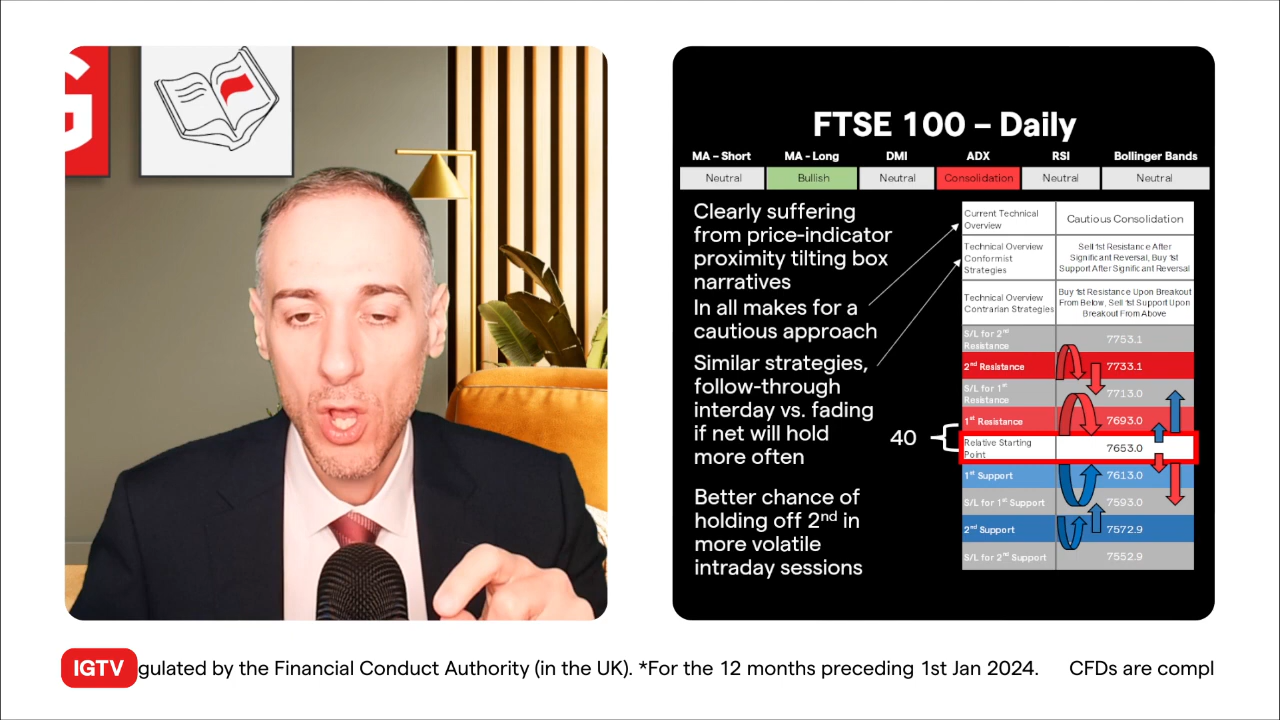 G
FTSE 100 – Daily
MA – Short MA - Long DMI ADX RSI Bollinger Bands
Neutral Bullish Neutral Consolidation Neutral Neutral
Clearly suffering
from price-indicator
proximity tilting box
narratives
In all makes for a
cautious approach
Similar strategies,
follow-through
interday vs. fading
if net will hold
more often
40
Better chance of
holding off 2nd in
more volatile
intraday sessions
Current Technical
Overview
Cautious Consolidation
Technical Overview
Conformist
Strategies
Sell 1st Resistance After
Significant Reversal, Buy 1st
Support After Significant Reversal
Technical Overview
Contrarian Strategies
Buy 1st Resistance Upon Breakout
From Below, Sell 1st Support Upon
Breakout From Above
S/L for 2nd
Resistance
7753.1
2nd Resistance 7733.1
S/L for 1st
Resistance
7713.0
1st Resistance 7693.0
Relative Starting
Point
7653.0
1st Support 7613.0
S/L for 1st Support 7593.0
2nd Support 7572.9
S/L for 2nd Support 7552.9
IGTV gulated by the Financial Conduct Authority (in the UK). *For the 12 months preceding 1st Jan 2024. CFDs are compl